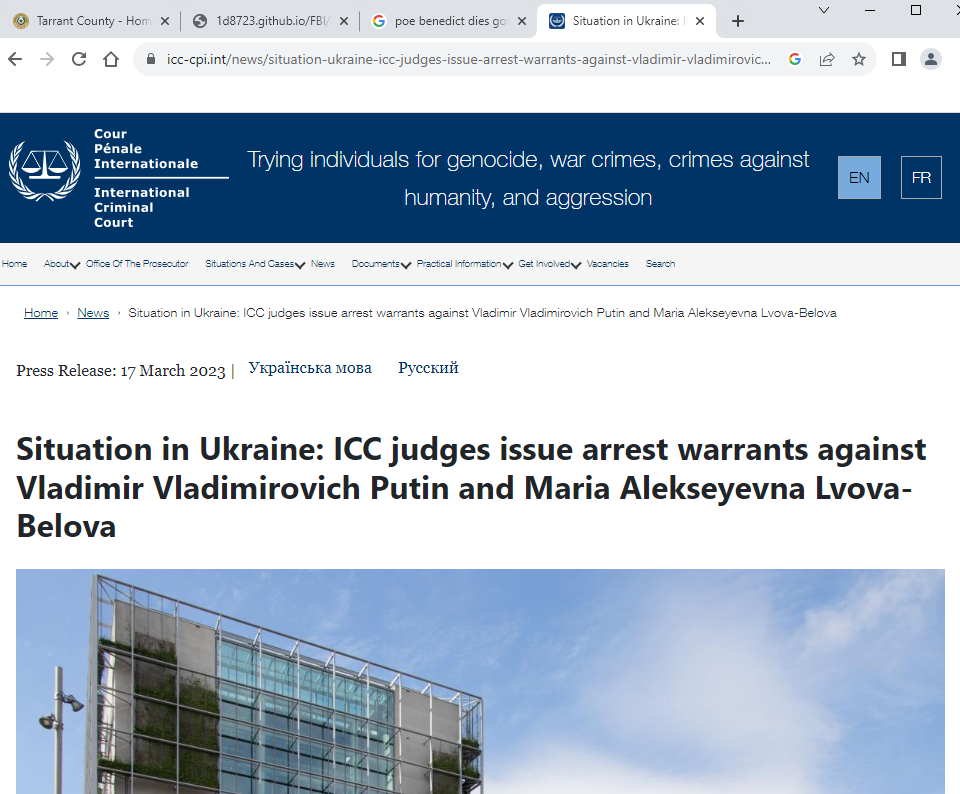 Tarrant County - Hom
1d8723.github.io/FBI/
poe benedict dies go
Situation in Ukraine: I
icc-cpi.int/news/situation-ukraine-icc-judges-issue-arrest-warrants-against-vladimir-vladimirovic...
Cour
Pénale
Internationale
International
Criminal
Court
Trying individuals for genocide, war crimes, crimes against
humanity, and aggression
EN
FR
Home About Office Of The Prosecutor Situations And Cases News Documents Practical Information Get Involved Vacancies Search
Home › News › Situation in Ukraine: ICC judges issue arrest warrants against Vladimir Vladimirovich Putin and Maria Alekseyevna Lvova-Belova
Press Release: 17 March 2023 | Українська мова Русский
Situation in Ukraine: ICC judges issue arrest warrants against
Vladimir Vladimirovich Putin and Maria Alekseyevna Lvova-
Belova